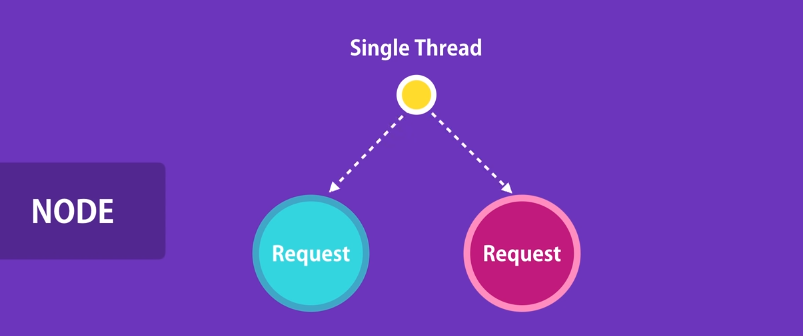 Single Thread
NODE
Request
Request